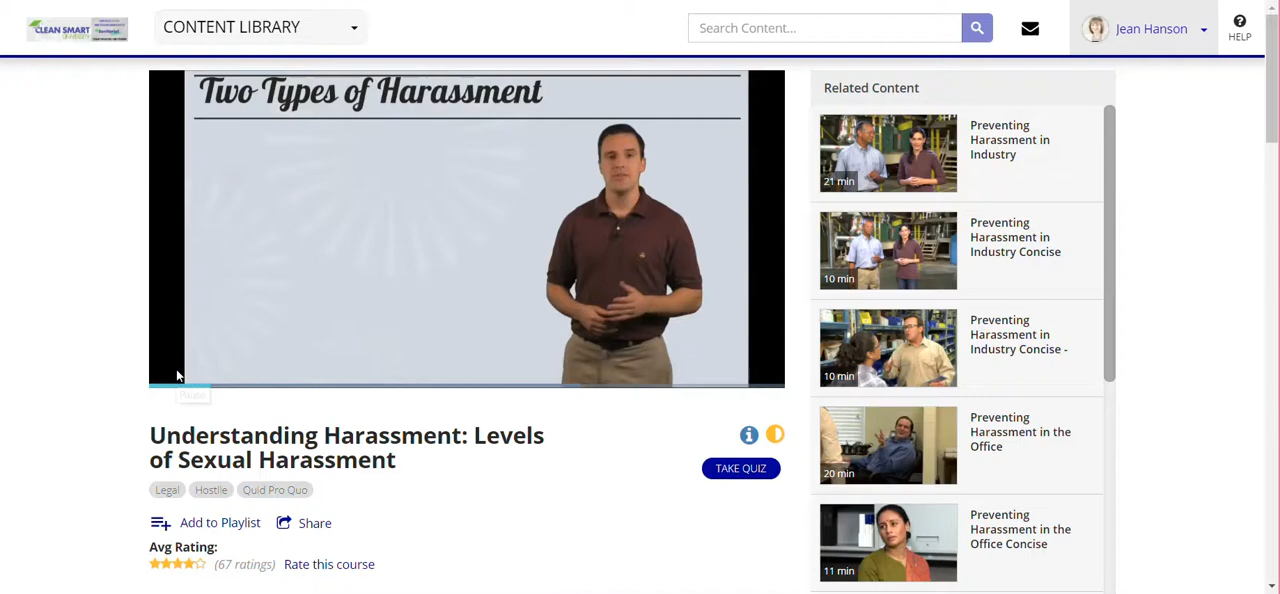 CLEAN SMART
CONTENT LIBRARY
Search Content...
Jean Hanson
HELP
Two Types of Harassment
Pause
Understanding Harassment: Levels
of Sexual Harassment
TAKE QUIZ
Legal
Hostile
Quid Pro Quo
Add to Playlist
Share
Avg Rating:
(67 ratings)
Rate this course
Related Content
21 min
Preventing
Harassment in
Industry
10 min
Preventing
Harassment in
Industry Concise
10 min
Preventing
Harassment in
Industry Concise -
20 min
Preventing
Harassment in the
Office
11 min
Preventing
Harassment in the
Office Concise